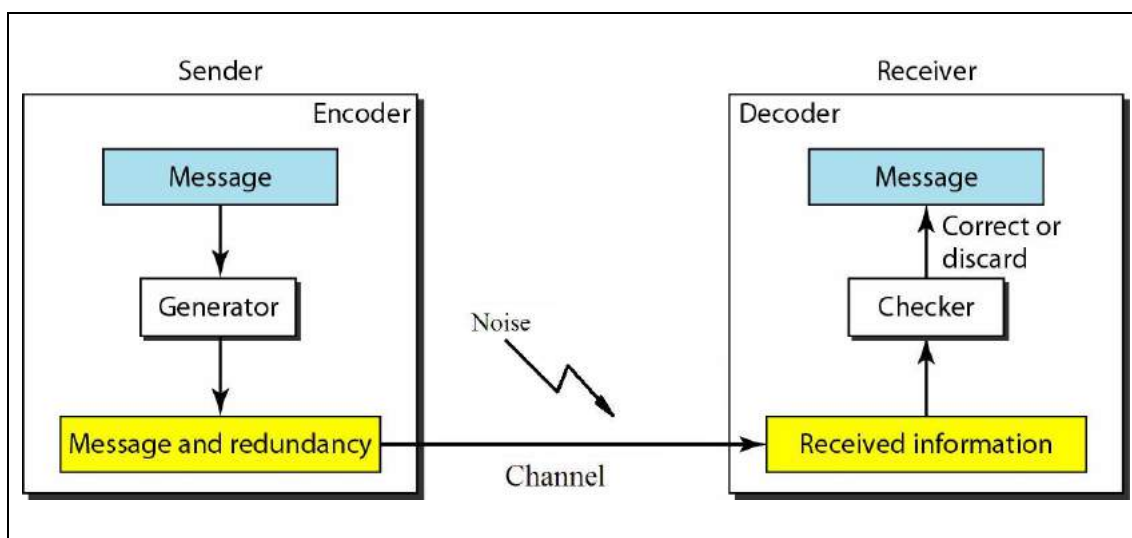 Sender
Encoder
Message
Generator
Message and redundancy
Noise
Channel
Receiver
Decoder
Message
Correct or
discard
Checker
Received information